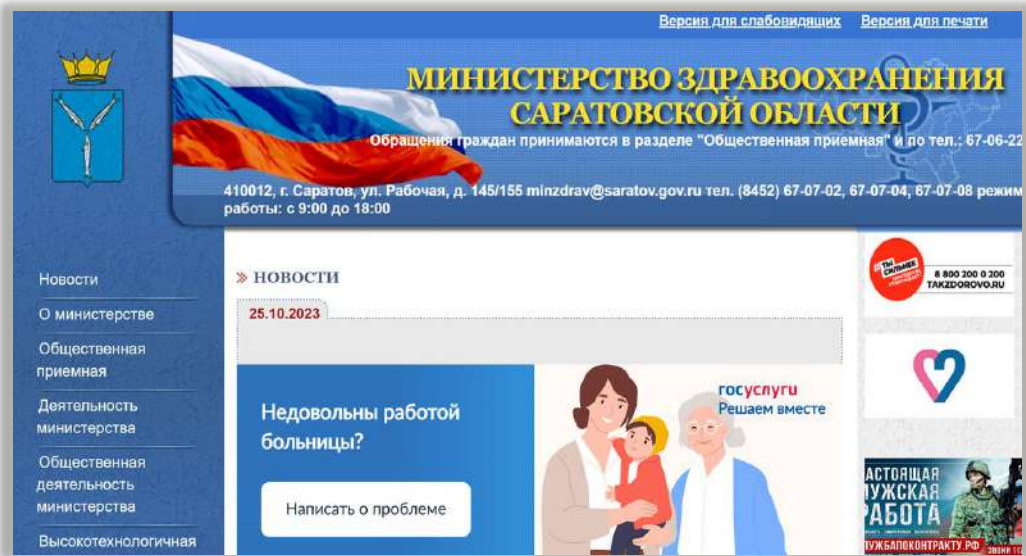 Версия для слабовидящих Версия для печати
МИНИСТЕРСТВО ЗДРАВООХРАНЕНИЯ
САРАТОВСКОЙ ОБЛАСТИ
Обращения граждан принимаются в разделе "Общественная приемная" и по тел.: 67-06-22
410012, г. Саратов, ул. Рабочая, д. 145/155 minzdrav@saratov.gov.ru тел. (8452) 67-07-02, 67-07-04, 67-07-08 режим
работы: с 9:00 до 18:00
Новости
О министерстве
Общественная
приемная
Деятельность
министерства
Общественная
деятельность
министерства
Высокотехнологичная
» НОВОСТИ
25.10.2023
Недовольны работой
больницы?
Написать о проблеме
госуслуги
Решаем вместе
ТЫ
СИЛЬНЕЕ
8 800 200 0 200
TAKZDOROVO.RU
АСТОЯЩАЯ
УЖСКАЯ
РАБОТА
УЖБАПОКОНТРАКТУ.РФ